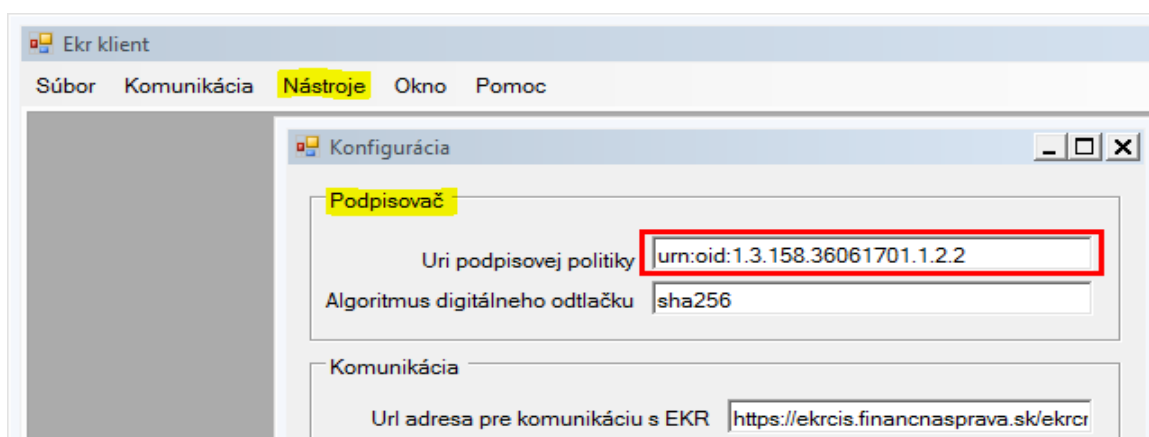 Ekr klient
Súbor Komunikácia Nástroje Okno Pomoc
Konfigurácia
Podpisovač
Uri podpisovej politiky urn:oid:1.3.158.36061701.1.2.2
Algoritmus digitálneho odtlačku sha256
Komunikácia
Url adresa pre komunikáciu s EKR https://ekrcis.financnasprava.sk/ekrcr